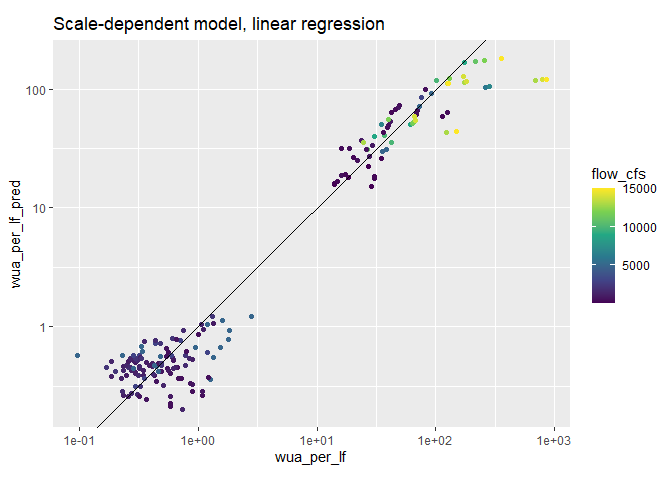 Scale-dependent model, linear regression
wua_per_lf_pred
100
10
1
1e-01
1e+00
1e+01
1e+02
1e+03
wua_per_lf
flow_cfs
15000
10000
5000